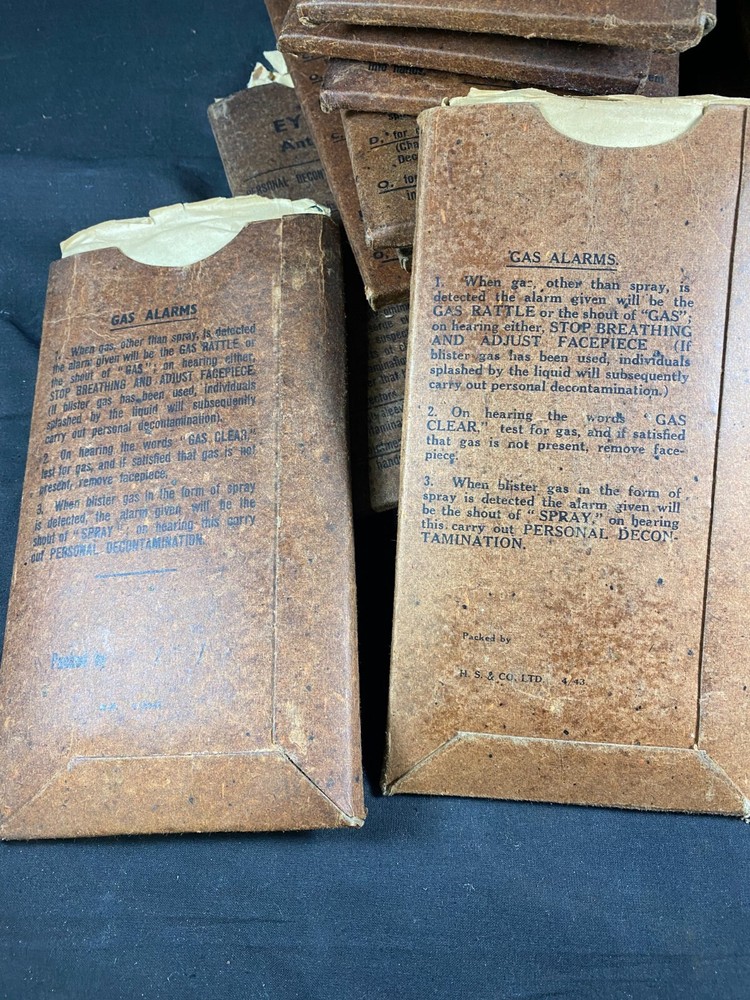 EY
Ant
PERSONAL DECONT
into hands.
D. for
(Cha
Dec
O. for
in
GAS ALARMS
1. When gas, other than spray, is detected
the alarm given will be the GAS RATTLE or
the shout of "GAS"; on hearing either,
STOP BREATHING AND ADJUST FACEPIECE.
(If blister gas has been used, individuals
splashed by the liquid will subsequently
carry out personal decontamination).
2. On hearing the words "GAS CLEAR,"
test for gas, and if satisfied that gas is not
present, remove facepiece.
3. When blister gas in the form of spray
is detected, the alarm given will be the
shout of "SPRAY"; on hearing this carry
out PERSONAL DECONTAMINATION.
Packed by
GAS ALARMS.
1. When gas, other than spray, is
detected the alarm given will be the
GAS RATTLE or the shout of "GAS";
on hearing either, STOP BREATHING
AND ADJUST FACEPIECE (If
blister gas has been used, individuals
splashed by the liquid will subsequently
carry out personal decontamination.)
2. On hearing the words "GAS
CLEAR," test for gas, and if satisfied
that gas is not present, remove face-
piece.
3. When blister gas in the form of
spray is detected the alarm given will
be the shout of "SPRAY," on hearing
this carry out PERSONAL DECON-
TAMINATION.
Packed by
H. S. & CO. LTD. 4/43.